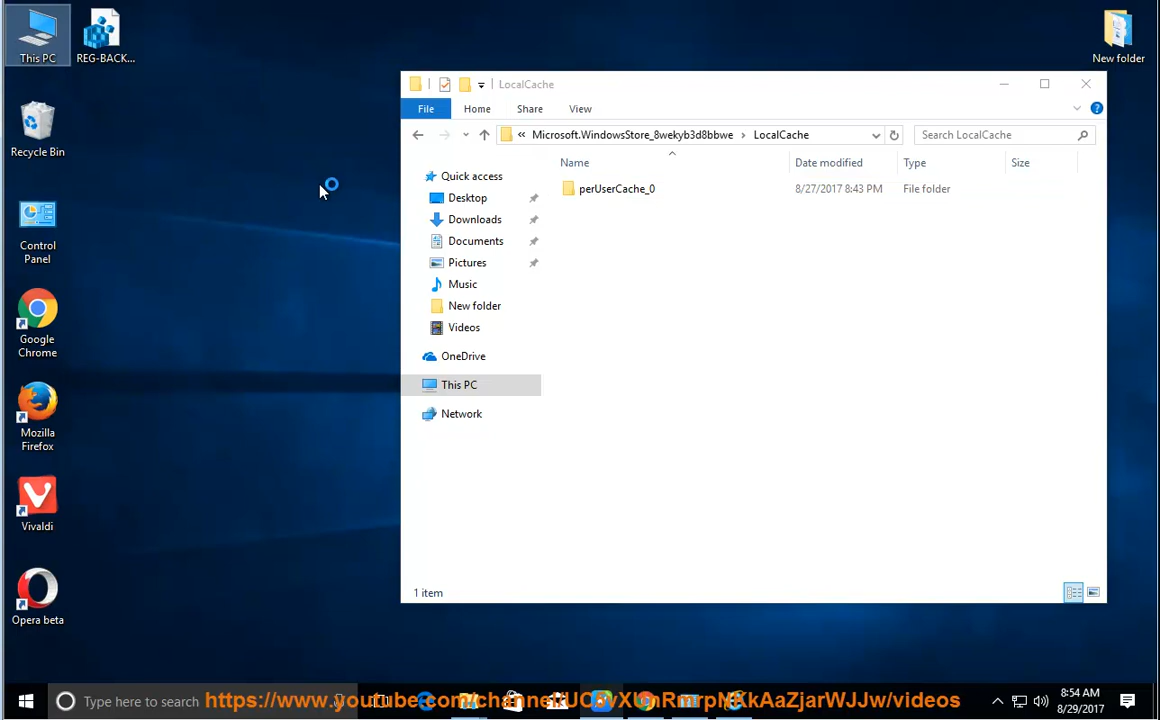 This PC
REG-BACK...
New folder
Recycle Bin
Control
Panel
Google
Chrome
Mozilla
Firefox
Vivaldi
Opera beta
LocalCache
File
Home
Share
View
« Microsoft.WindowsStore_8wekyb3d8bbwe > LocalCache
Search LocalCache
Name
Date modified
Type
Size
perUserCache_0
8/27/2017 8:43 PM
File folder
Quick access
Desktop
Downloads
Documents
Pictures
Music
New folder
Videos
OneDrive
This PC
Network
1 item
Type here to search
8:54 AM
8/29/2017